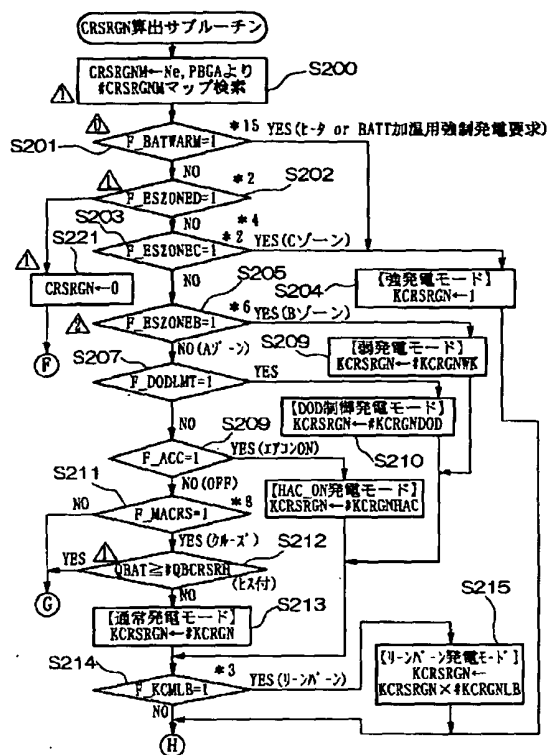 CRSRGN算出サブルーチン
CRSRGNM←Ne,PBGAより
#CRSRGNMマップ検索
S200
1
0
F_BATWARM=1
*15
YES(ヒータ or BATT加温用強制発電要求)
S201
NO
1
F_ESZONED=1
*2
S202
S203
NO
*4
F_ESZONEC=1
*2
YES(Cゾーン)
S221
1
CRSRGN←0
NO
S205
S204
【強発電モード】
KCRSRGN←1
2
F_ESZONEB=1
*6
YES(Bゾーン)
F
S207
NO(Aゾーン)
S209
【弱発電モード】
KCRSRGN←#KCRGNWK
F_DODLMT=1
YES
NO
S209
【DOD制御発電モード】
KCRSRGN←#KCRGNDOD
S210
F_ACC=1
YES(エアコンON)
S211
NO(OFF)
【HAC_ON発電モード】
KCRSRGN←#KCRGNHAC
NO
F_MACRS=1
*8
YES(クルーズ)
S212
YES
1
QBAT≧#QBCRSRH
(ヒス付)
G
NO
【通常発電モード】
KCRSRGN←#KCRGN
S213
S215
S214
*3
F_KCMLB=1
YES(リーンバーン)
【リーンバーン発電モード】
KCRSRGN←
KCRSRGN×#KCRGNLB
NO
H